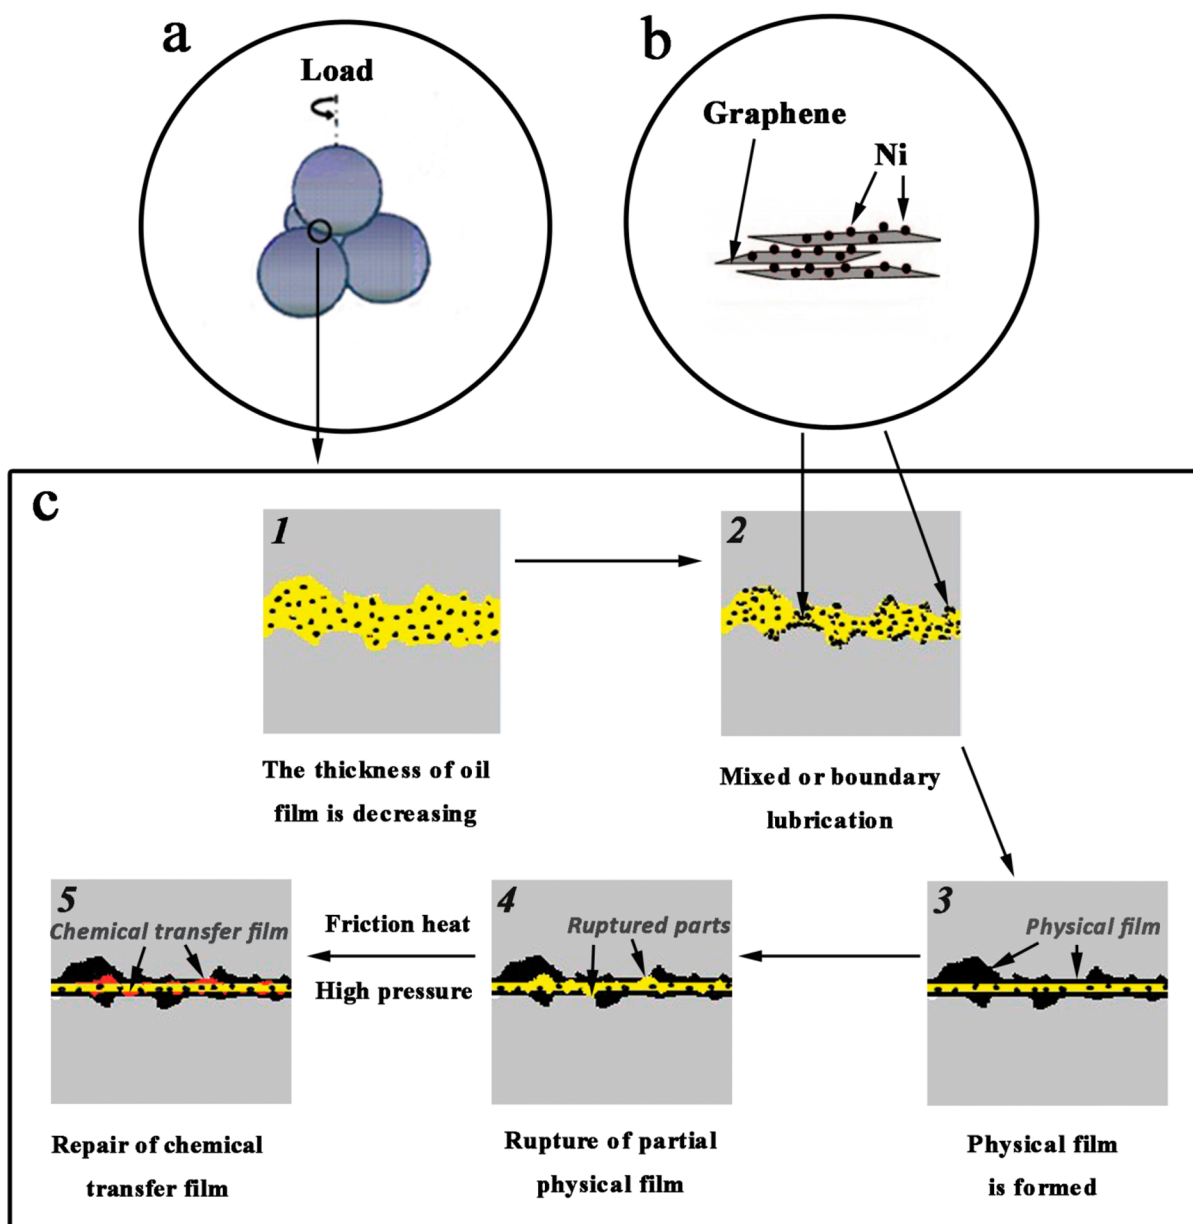 a
Load
b
Graphene
Ni
c
1
The thickness of oil
film is decreasing
2
Mixed or boundary
lubrication
3
Physical film
Physical film
is formed
4
Ruptured parts
Rupture of partial
physical film
Friction heat
High pressure
5
Chemical transfer film
Repair of chemical
transfer film